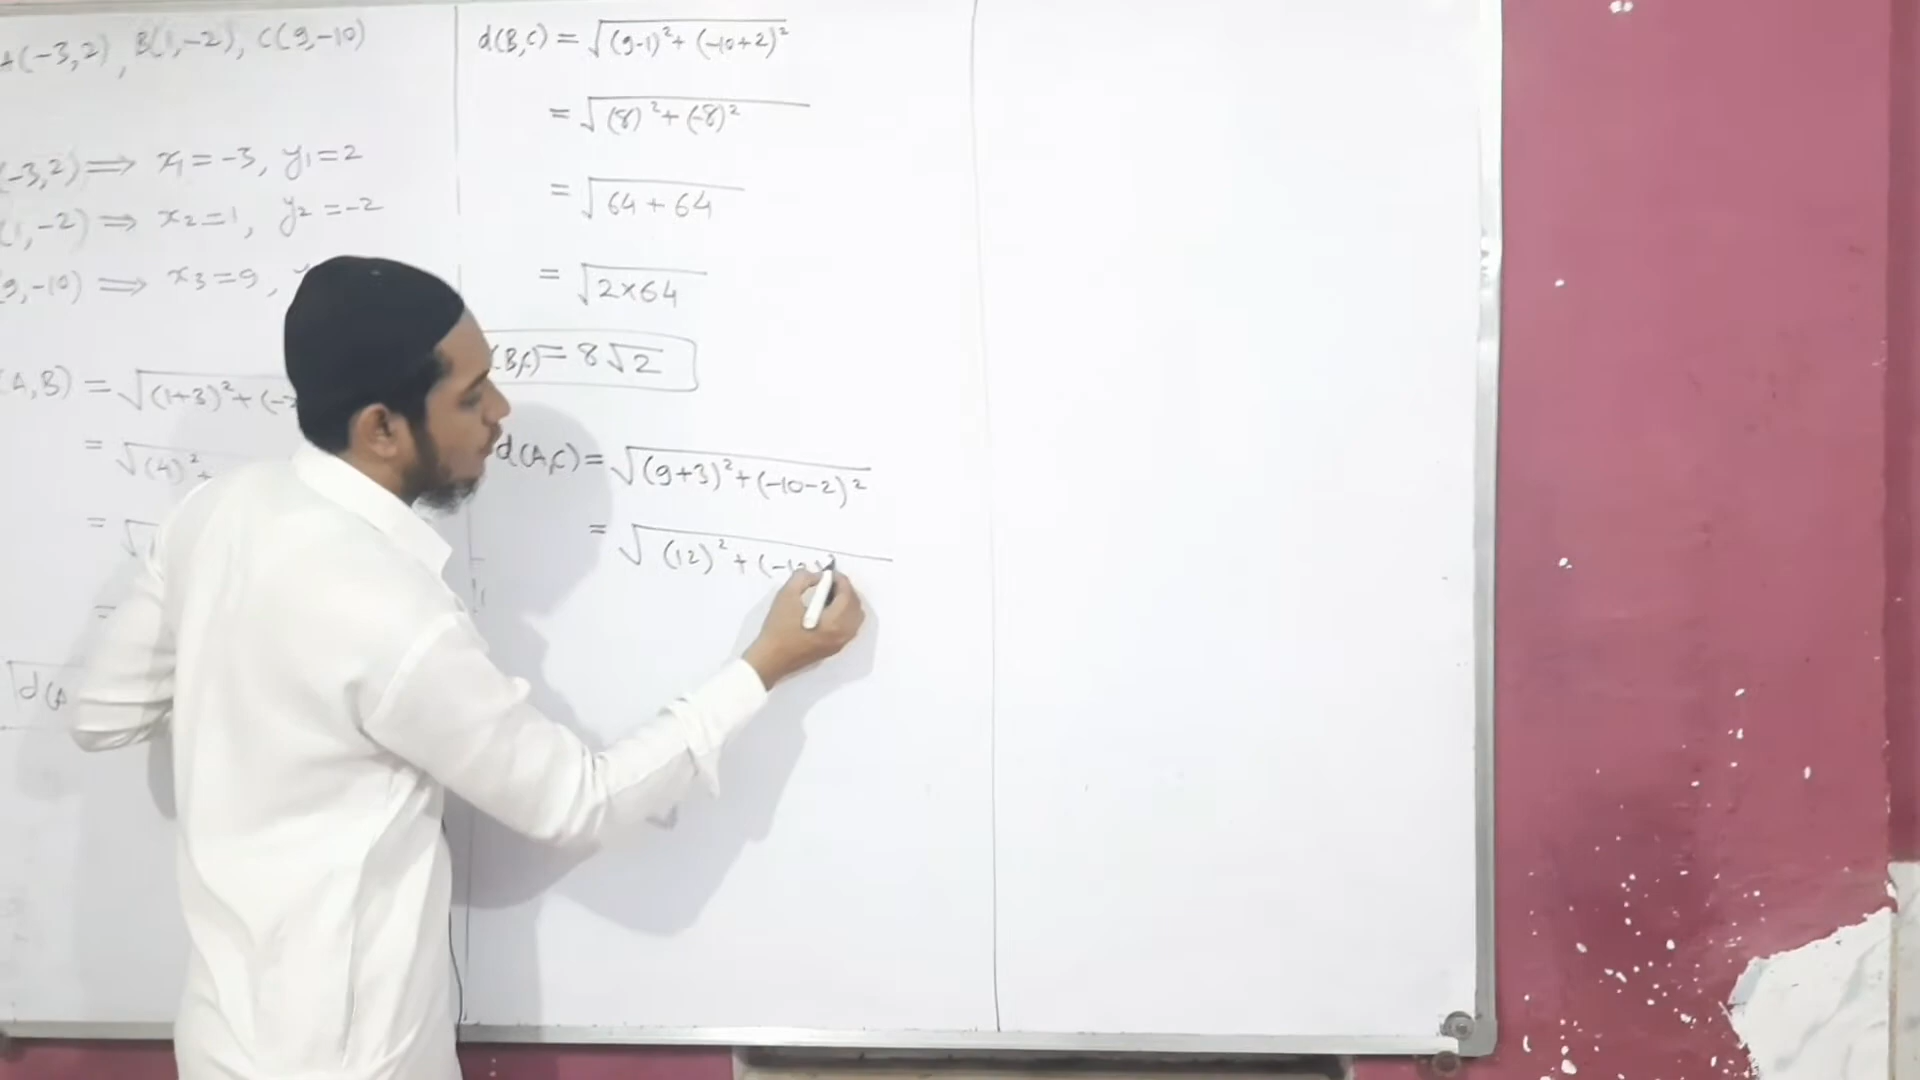 A(-3,2), B(1,-2), C(9,-10)
(-3,2) ⟹ x₁ = -3, y₁ = 2
(1,-2) ⟹ x₂ = 1, y₂ = -2
9,-10) ⟹ x₃ = 9,
(A,B) = √(1+3)² + (-2
= √(4)² +
= √
=
d(A
d(B,C) = √(9-1)² + (-10+2)²
= √(8)² + (-8)²
= √64 + 64
= √2×64
(B,C) = 8√2
d(A,C) = √(9+3)² + (-10-2)²
= √(12)² + (-12)²